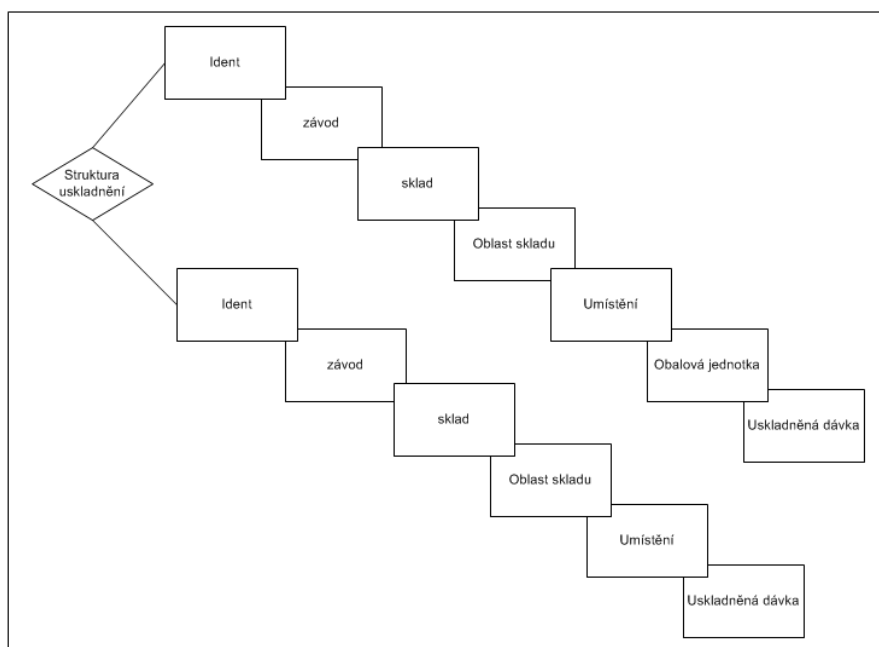 Ident
závod
sklad
Struktura
uskladnění
Oblast skladu
Umístění
Obalová jednotka
Uskladněná dávka
Ident
závod
sklad
Oblast skladu
Umístění
Uskladněná dávka